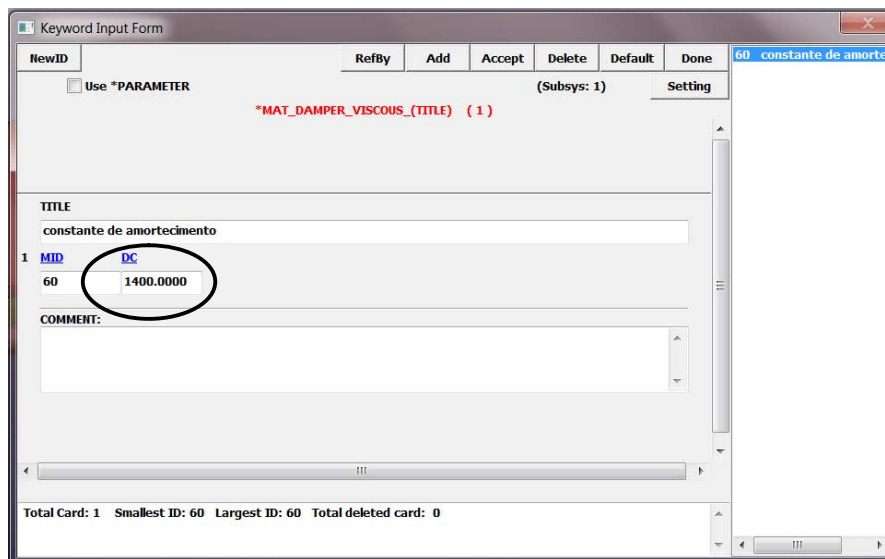 Keyword Input Form
NewID RefBy Add Accept Delete Default Done
Use *PARAMETER (Subsys: 1) Setting
*MAT_DAMPER_VISCOUS_(TITLE) (1)
TITLE
constante de amortecimento
1 MID DC
60 1400.0000
COMMENT:
Total Card: 1 Smallest ID: 60 Largest ID: 60 Total deleted card: 0
60 constante de amorte